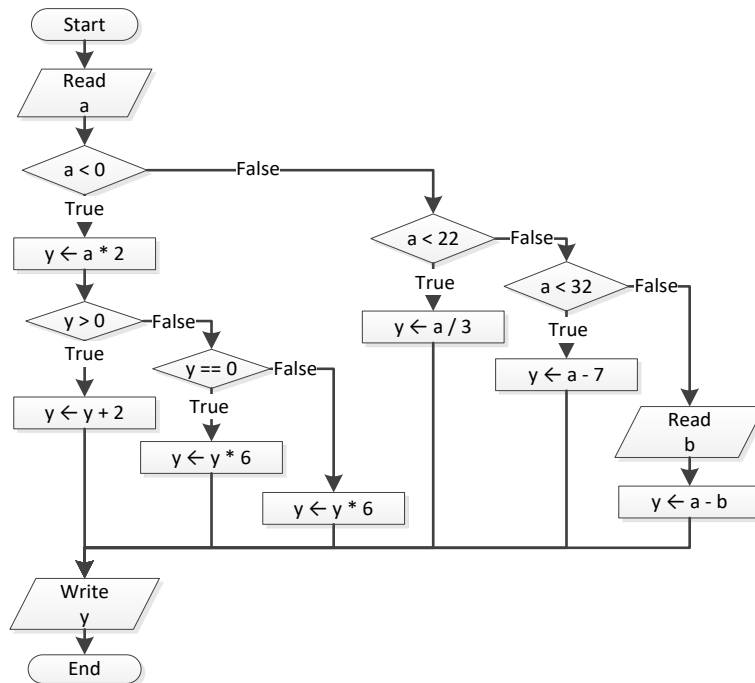 Start
Read
a
a < 0
False
True
a < 22
False
y ← a * 2
True
a < 32
False
y > 0
False
y ← a / 3
True
True
y == 0
False
y ← a - 7
True
y ← y + 2
Read
b
y ← y * 6
y ← y * 6
y ← a - b
Write
y
End